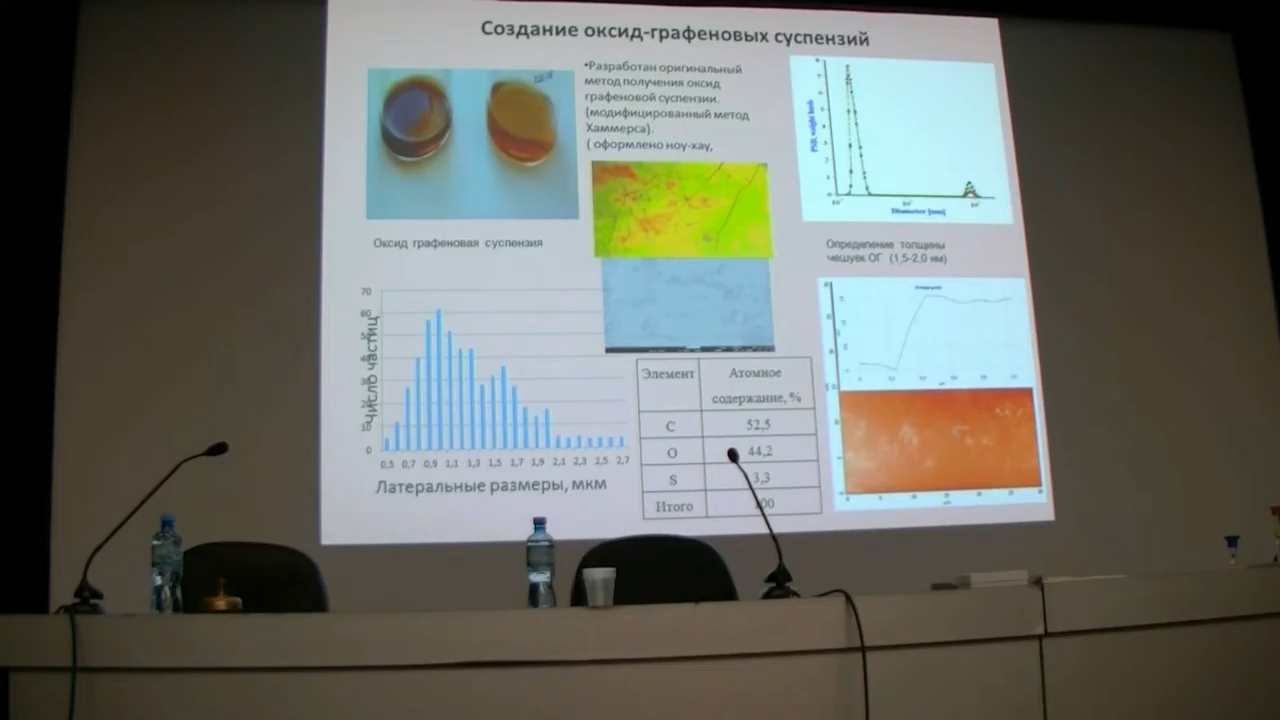 Создание оксид-графеновых суспензий
•Разработан оригинальный
метод получения оксид
графеновой суспензии.
(модифицированный метод
Хаммерса).
( оформлено ноу-хау,
Оксид графеновая суспензия
Diameter
Определение толщины
чешуек ОГ (1,5-2,0 нм)
70
60
50
40
30
20
10
0
Число частиц
0,5 0,7 0,9 1,1 1,3 1,5 1,7 1,9 2,1 2,3 2,5 2,7
Латеральные размеры, мкм
Элемент Атомное
содержание, %
C 52,5
O 44,2
S 3,3
Итого 100